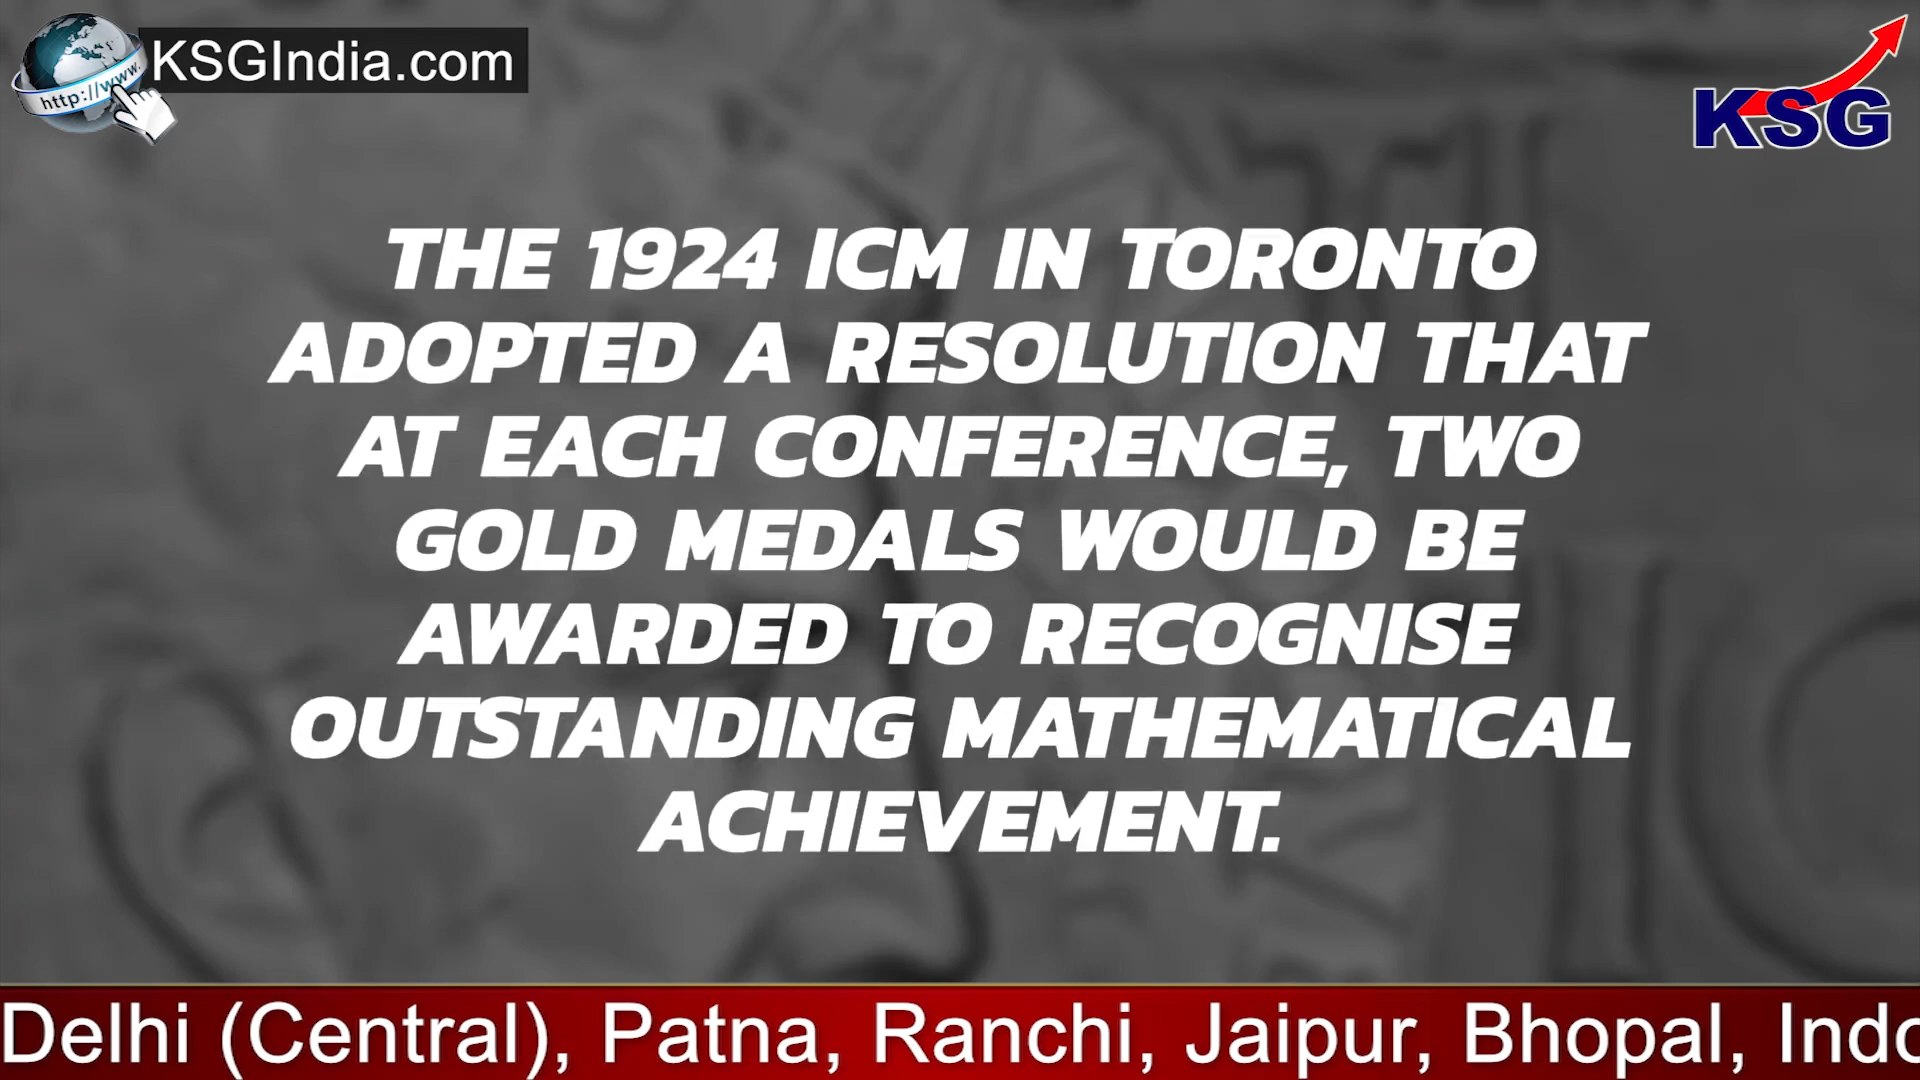 KSGIndia.com
http://www.
KSG
THE 1924 ICM IN TORONTO
ADOPTED A RESOLUTION THAT
AT EACH CONFERENCE, TWO
GOLD MEDALS WOULD BE
AWARDED TO RECOGNISE
OUTSTANDING MATHEMATICAL
ACHIEVEMENT.
Delhi (Central), Patna, Ranchi, Jaipur, Bhopal, Indo